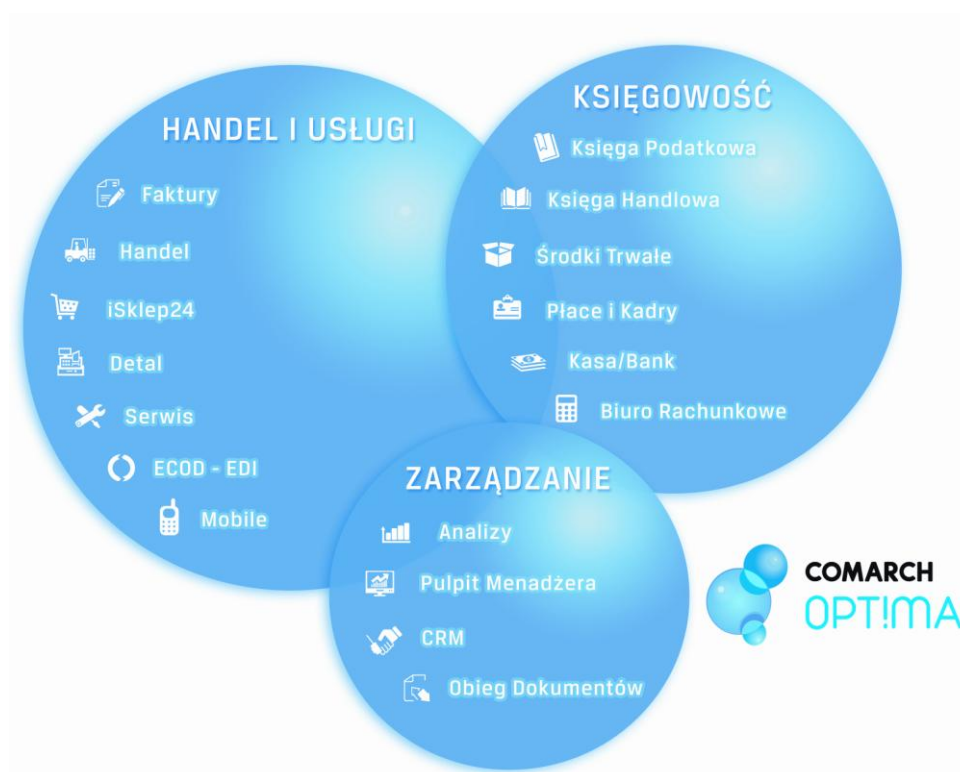 HANDEL I USŁUGI
Faktury
Handel
iSklep24
Detal
Serwis
ECOD - EDI
Mobile
KSIĘGOWOŚĆ
Księga Podatkowa
Księga Handlowa
Środki Trwałe
Płace i Kadry
Kasa/Bank
Biuro Rachunkowe
ZARZĄDZANIE
Analizy
Pulpit Menadżera
CRM
Obieg Dokumentów
COMARCH
OPT!MA